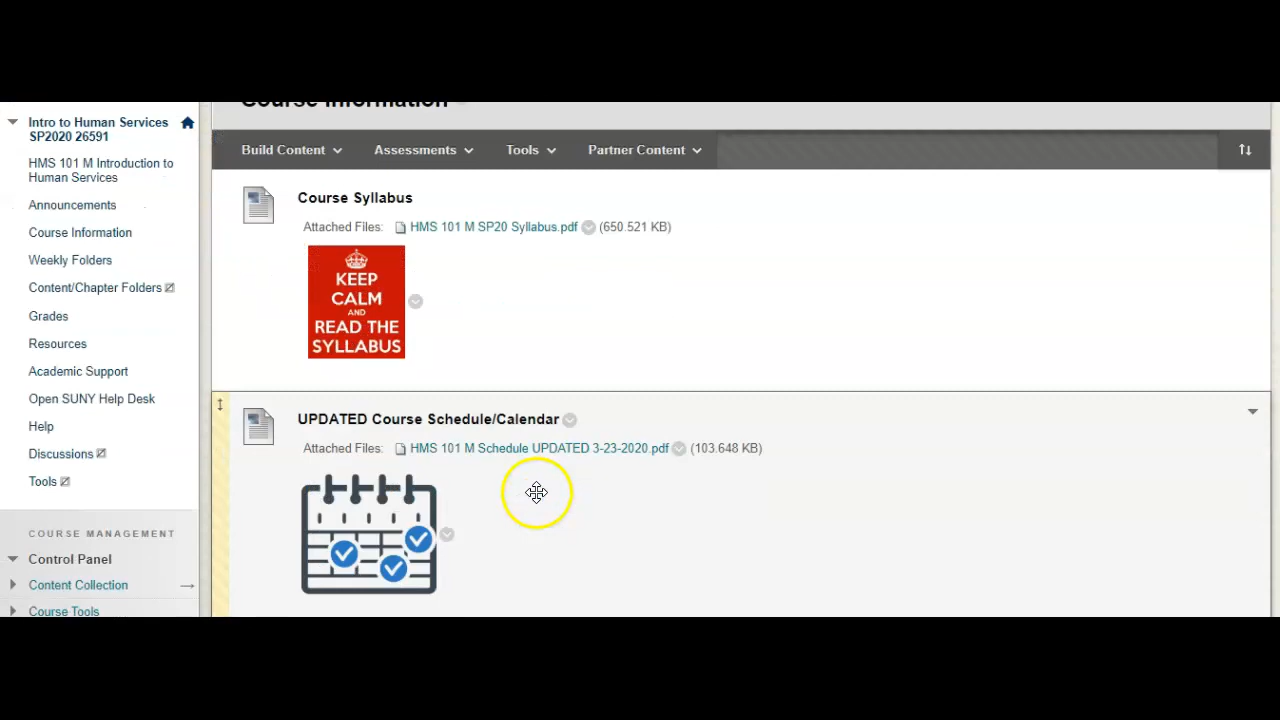 Course Information
Intro to Human Services
SP2020 26591
HMS 101 M Introduction to
Human Services
Announcements
Course Information
Weekly Folders
Content/Chapter Folders
Grades
Resources
Academic Support
Open SUNY Help Desk
Help
Discussions
Tools
COURSE MANAGEMENT
Control Panel
Content Collection
Course Tools
Build Content
Assessments
Tools
Partner Content
Course Syllabus
Attached Files: HMS 101 M SP20 Syllabus.pdf (650.521 KB)
KEEP
CALM
AND
READ THE
SYLLABUS
UPDATED Course Schedule/Calendar
Attached Files: HMS 101 M Schedule UPDATED 3-23-2020.pdf (103.648 KB)